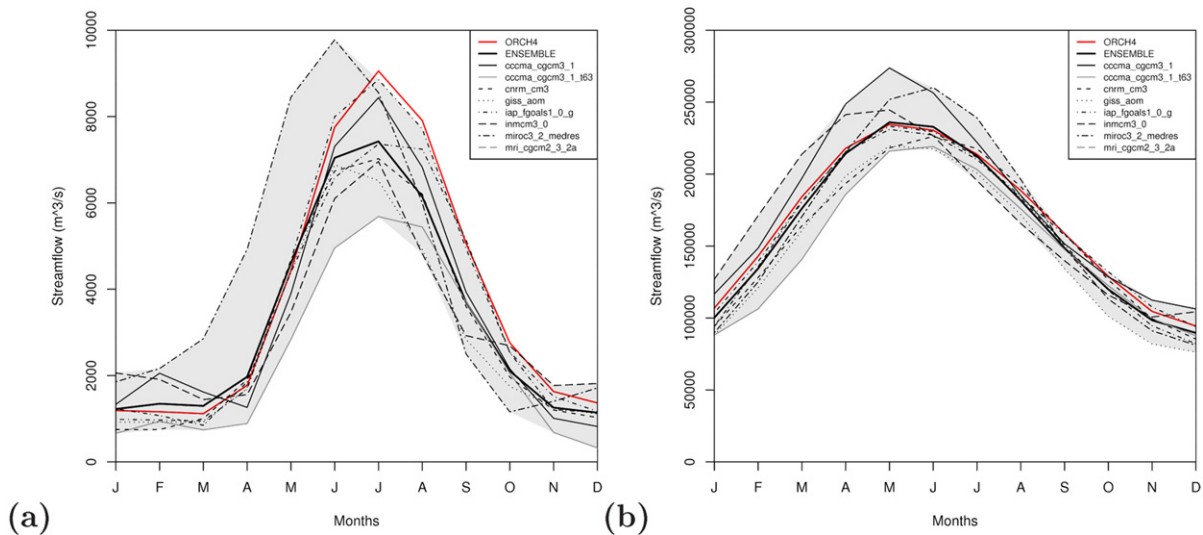 10000
8000
6000
4000
2000
0
Streamflow (m^3/s)
J F M A M J J A S O N D
Months
ORCH4
ENSEMBLE
cccma_cgcm3_1
cccma_cgcm3_1_t63
cnrm_cm3
giss_aom
iap_fgoals1_0_g
inmcm3_0
miroc3_2_medres
mri_cgcm2_3_2a
(a)
300000
250000
200000
150000
100000
50000
0
Streamflow (m^3/s)
J F M A M J J A S O N D
Months
ORCH4
ENSEMBLE
cccma_cgcm3_1
cccma_cgcm3_1_t63
cnrm_cm3
giss_aom
iap_fgoals1_0_g
inmcm3_0
miroc3_2_medres
mri_cgcm2_3_2a
(b)